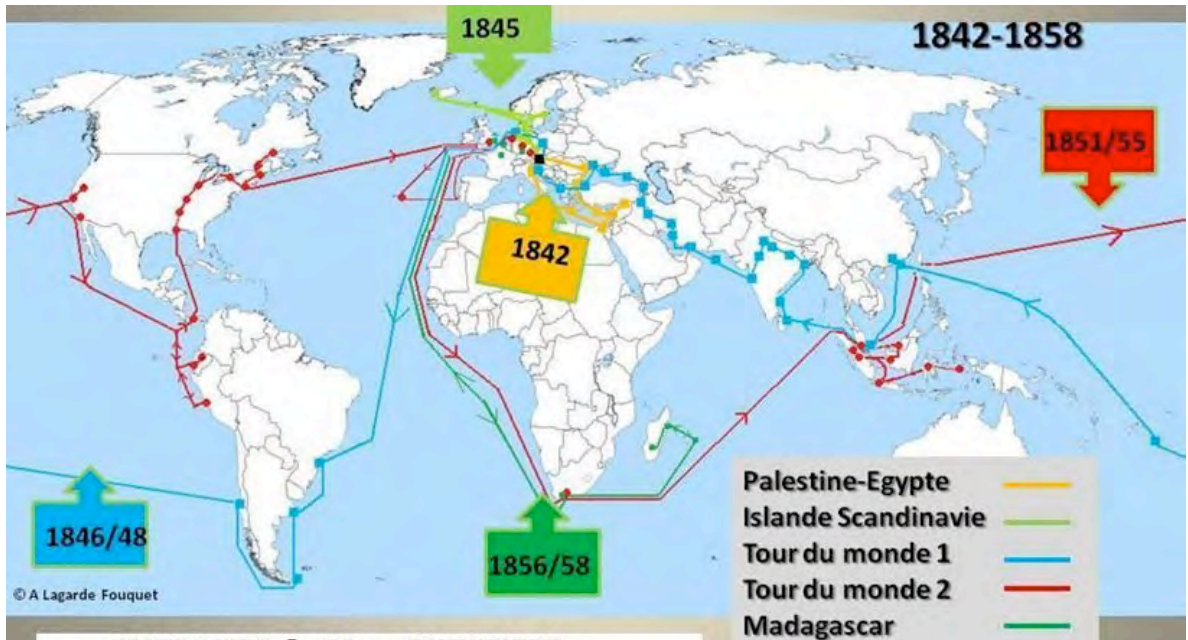 1845
1842-1858
1851/55
1842
1846/48
1856/58
© A Lagarde Fouquet
Palestine-Egypte
Islande Scandinavie
Tour du monde 1
Tour du monde 2
Madagascar